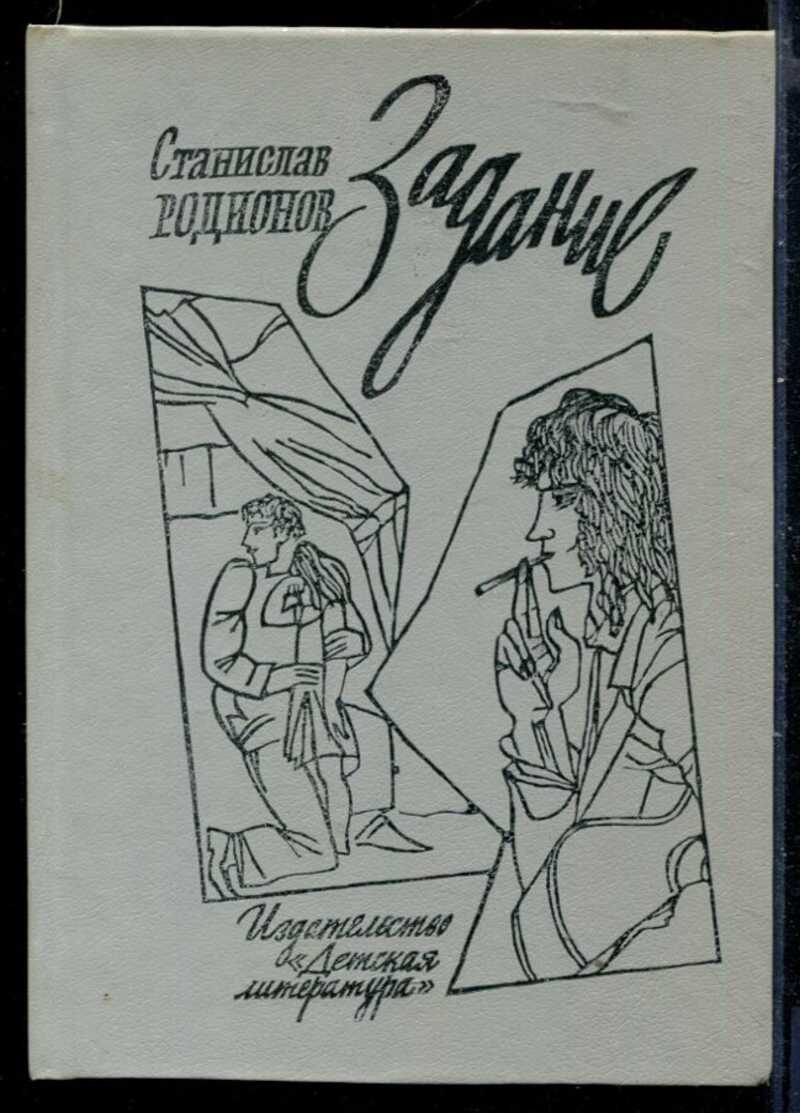 Станислав
РОДИОНОВ
Задание
Издательство
«Детская
литература»